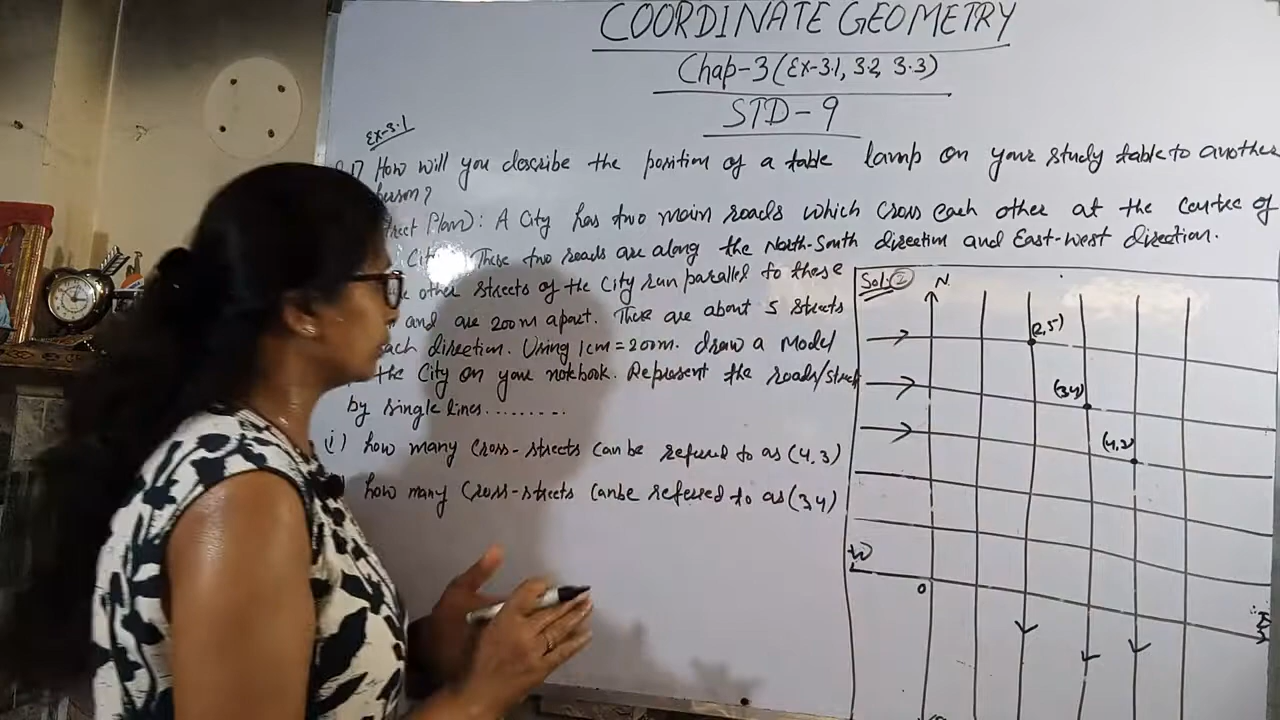 COORDINATE GEOMETRY
Chap-3 (Ex-3.1, 3.2, 3.3)
STD-9
Ex-3.1
1) How will you describe the position of a table lamp on your study table to another
person?
Street Plan): A City has two main roads which cross each other at the centre of
City. These two roads are along the North-South direction and East-west direction.
other streets of the City run parallel to these
and are 200m apart. There are about 5 streets
each direction. Using 1cm = 200m. draw a Model
the City on your notebook. Represent the roads/street
by single lines.........
i) how many Cross-streets can be refered to as (4, 3)
how many Cross-streets canbe referred to as (3,4)
Sol: 2
N
(2,5)
(3,4)
(4,3)
W
O
E